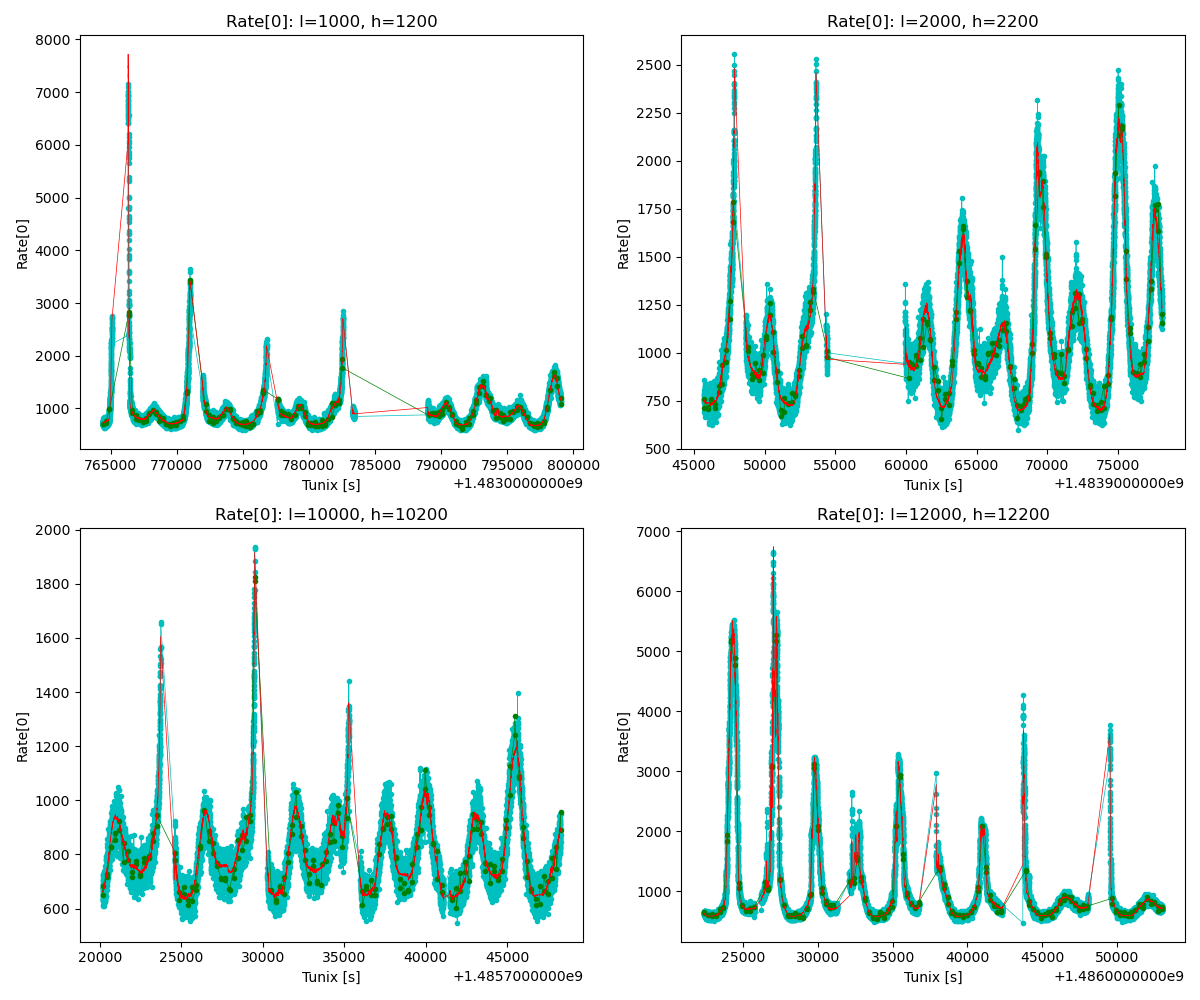 Rate[0]: l=1000, h=1200
8000
7000
6000
5000
4000
3000
2000
1000
Rate[0]
765000 770000 775000 780000 785000 790000 795000 800000
Tunix [s]
+1.4830000000e9
Rate[0]: l=2000, h=2200
2500
2250
2000
1750
1500
1250
1000
750
500
Rate[0]
45000 50000 55000 60000 65000 70000 75000
Tunix [s]
+1.4839000000e9
Rate[0]: l=10000, h=10200
2000
1800
1600
1400
1200
1000
800
600
Rate[0]
20000 25000 30000 35000 40000 45000
Tunix [s]
+1.4857000000e9
Rate[0]: l=12000, h=12200
7000
6000
5000
4000
3000
2000
1000
Rate[0]
25000 30000 35000 40000 45000 50000
Tunix [s]
+1.4860000000e9